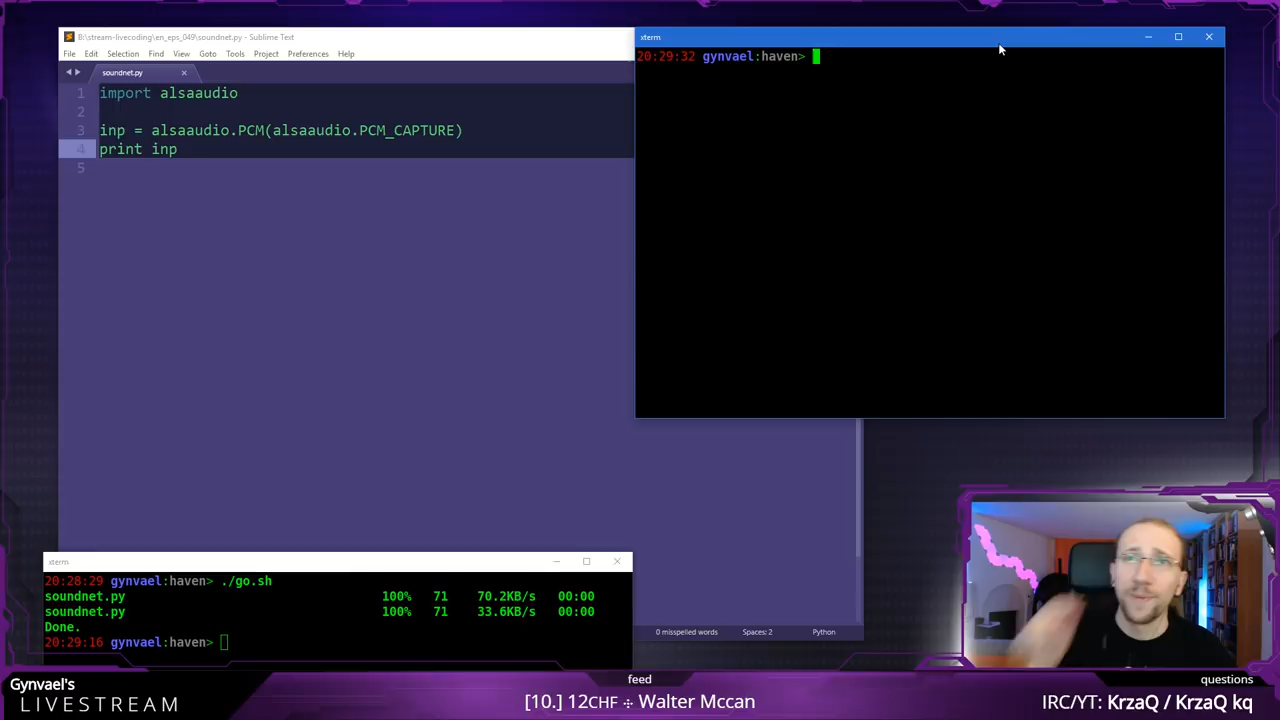 B:\stream-livecoding\en_eps_049\soundnet.py - Sublime Text
File Edit Selection Find View Goto Tools Project Preferences Help
soundnet.py
1 import alsaaudio
2
3 inp = alsaaudio.PCM(alsaaudio.PCM_CAPTURE)
4 print inp
5
xterm
20:29:32 gynvael:haven>
xterm
20:28:29 gynvael:haven> ./go.sh
soundnet.py 100% 71 70.2KB/s 00:00
soundnet.py 100% 71 33.6KB/s 00:00
Done.
20:29:16 gynvael:haven>
0 misspelled words Spaces: 2 Python
Gynvael's
LIVESTREAM
feed
[10.] 12CHF ÷ Walter Mccan
questions
IRC/YT: KrzaQ / KrzaQ kq